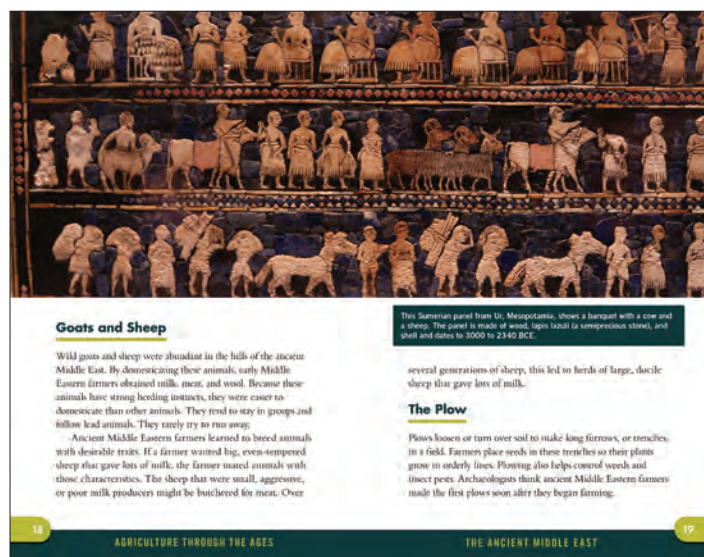 Goats and Sheep
Wild goats and sheep were abundant in the hills of the ancient
Middle East. By domesticating these animals, early Middle
Eastern farmers obtained milk, meat, and wool. Because these
animals have strong herding instincts, they were easier to
domesticate than other animals. They tend to stay in groups and
follow lead animals. They rarely try to run away.
Ancient Middle Eastern farmers learned to breed animals
with desirable traits. If a farmer wanted big, even-tempered
sheep that gave lots of milk, the farmer mated animals with
those characteristics. The sheep that were small, aggressive,
or poor milk producers might be butchered for meat. Over
18
AGRICULTURE THROUGH THE AGES
This Sumerian panel from Ur, Mesopotamia, shows a banquet with a cow and
a sheep. The panel is made of wood, lapis lazuli (a semiprecious stone), and
shell and dates to 3000 to 2340 BCE.
several generations of sheep, this led to herds of large, docile
sheep that gave lots of milk.
The Plow
Plows loosen or turn over soil to make long furrows, or trenches,
in a field. Farmers place seeds in these trenches so their plants
grow in orderly lines. Plowing also helps control weeds and
insect pests. Archaeologists think ancient Middle Eastern farmers
made the first plows soon after they began farming.
THE ANCIENT MIDDLE EAST
19